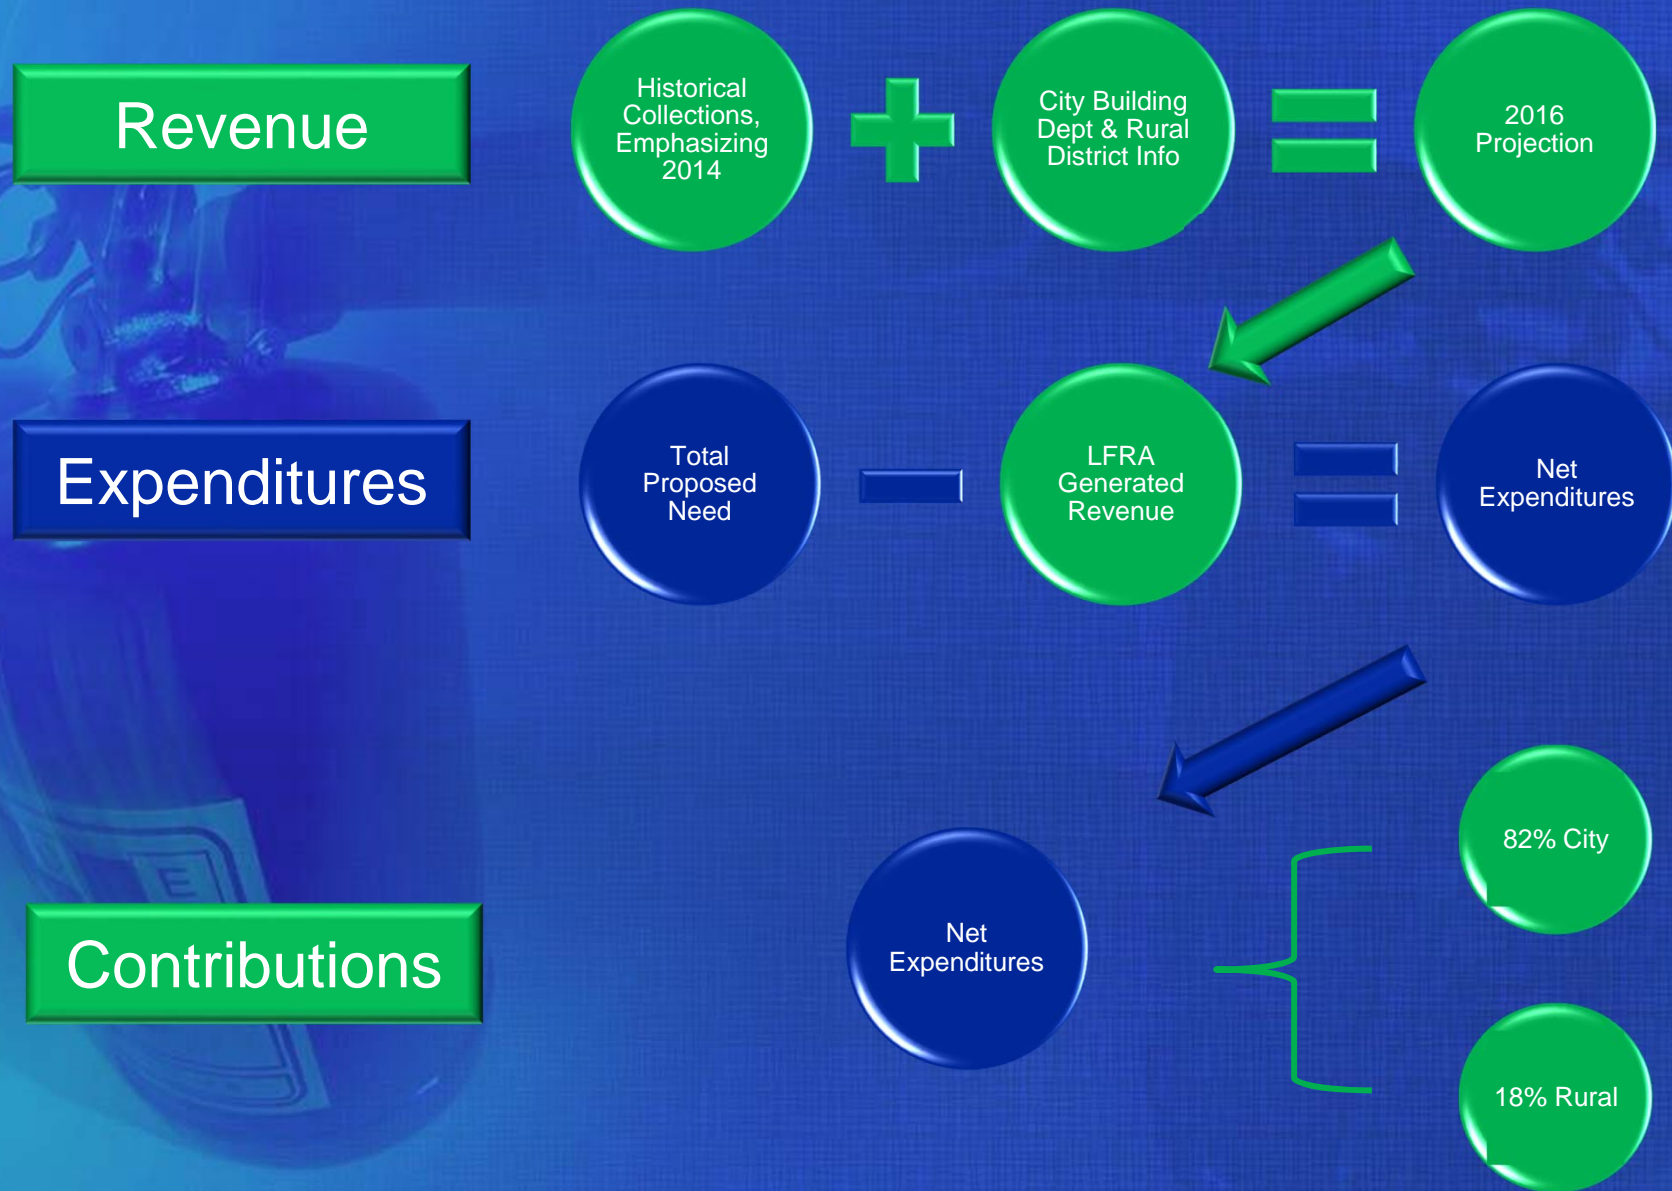 Revenue
Historical
Collections,
Emphasizing
2014
City Building
Dept & Rural
District Info
2016
Projection
Expenditures
Total
Proposed
Need
LFRA
Generated
Revenue
Net
Expenditures
Contributions
Net
Expenditures
82% City
18% Rural
E